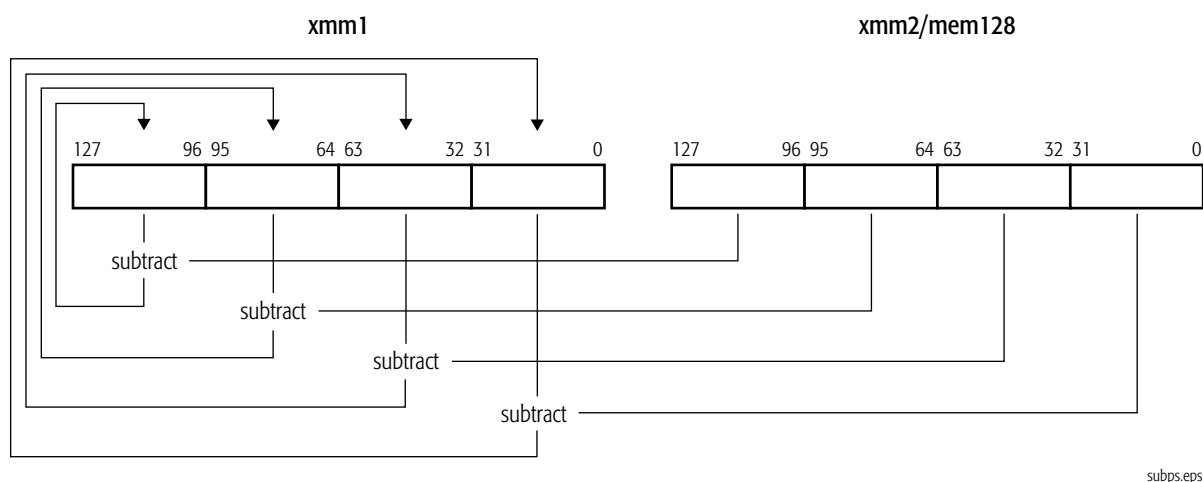 xmm1 xmm2/mem128
127 96 95 64 63 32 31 0 127 96 95 64 63 32 31 0
subtract
subtract
subtract
subtract
subps.eps